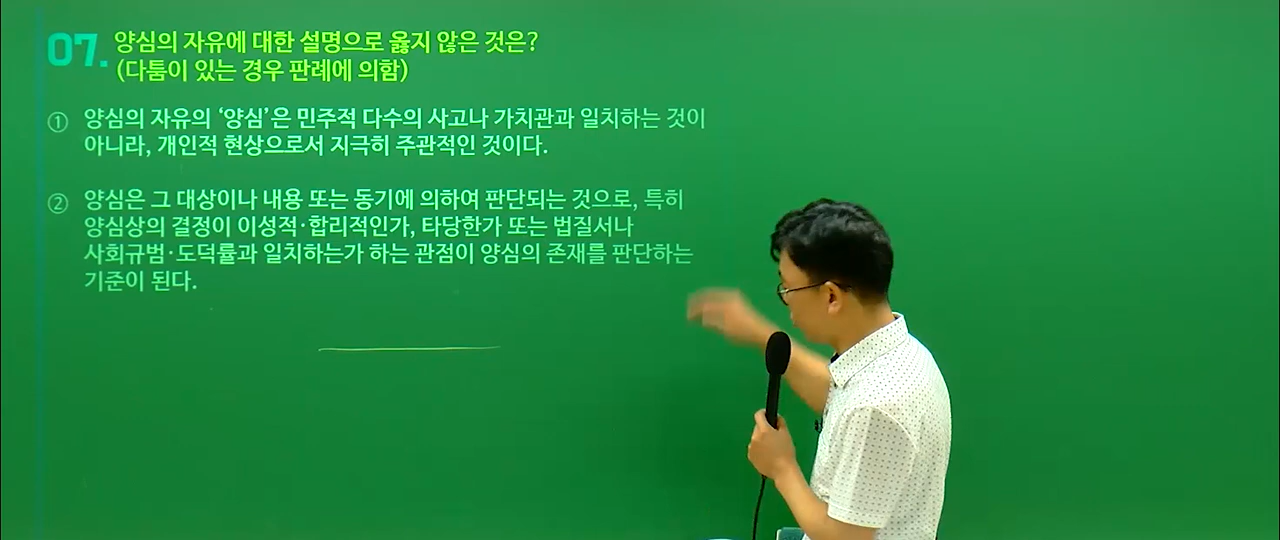 07. 양심의 자유에 대한 설명으로 옳지 않은 것은?
(다툼이 있는 경우 판례에 의함)
① 양심의 자유의 ‘양심’은 민주적 다수의 사고나 가치관과 일치하는 것이
아니라, 개인적 현상으로서 지극히 주관적인 것이다.
② 양심은 그 대상이나 내용 또는 동기에 의하여 판단되는 것으로, 특히
양심상의 결정이 이성적·합리적인가, 타당한가 또는 법질서나
사회규범·도덕률과 일치하는가 하는 관점이 양심의 존재를 판단하는
기준이 된다.